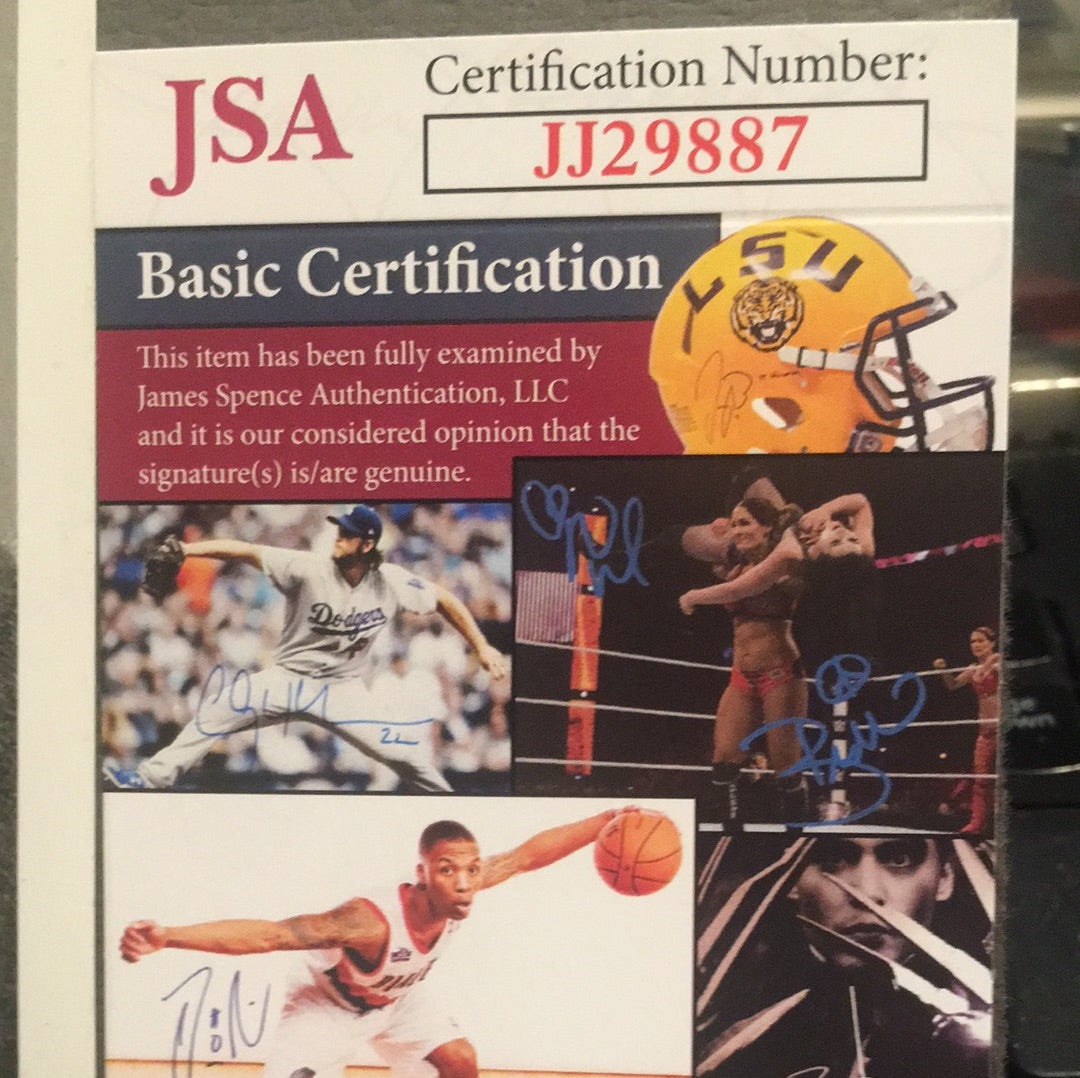 JSA
Certification Number:
JJ29887
Basic Certification
LSU
This item has been fully examined by
James Spence Authentication, LLC
and it is our considered opinion that the
signature(s) is/are genuine.
Dodgers
22